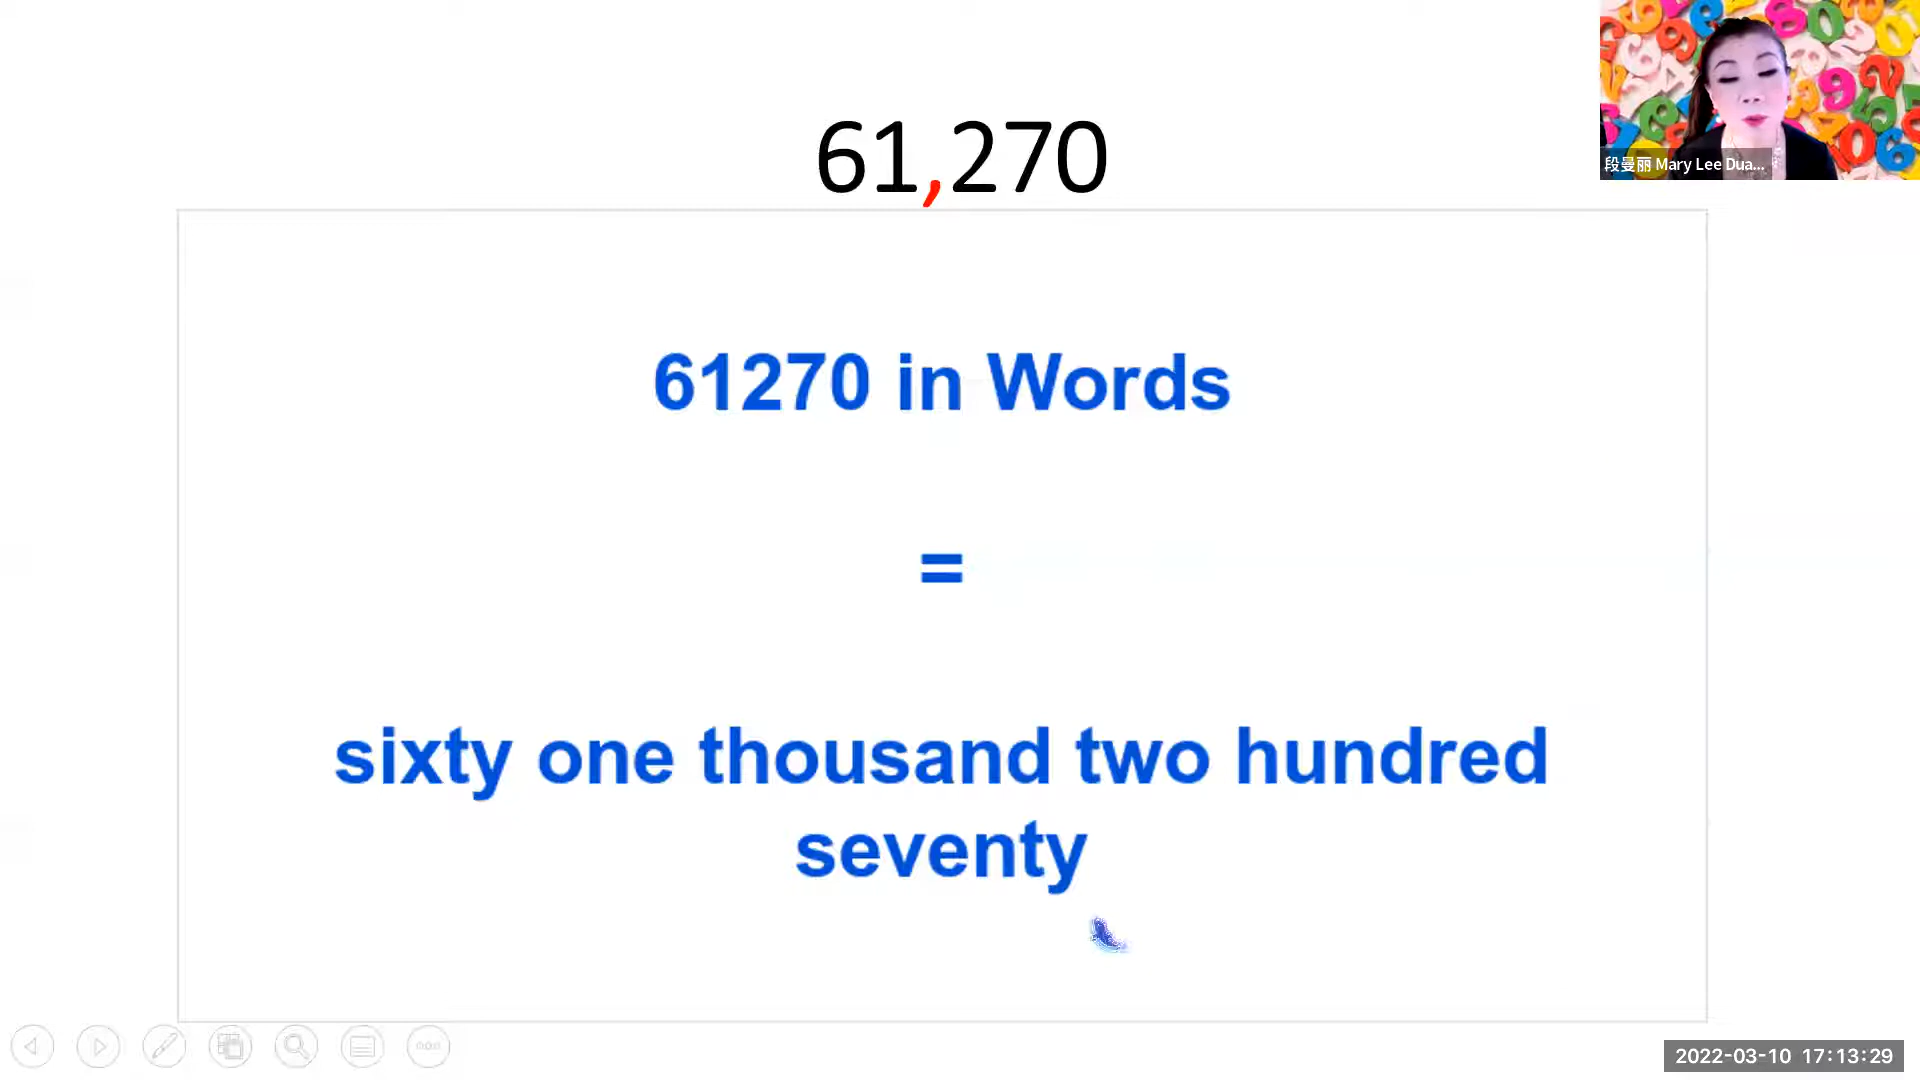 61,270
段曼丽 Mary Lee Dua...
61270 in Words
=
sixty one thousand two hundred
seventy
2022-03-10 17:13:29